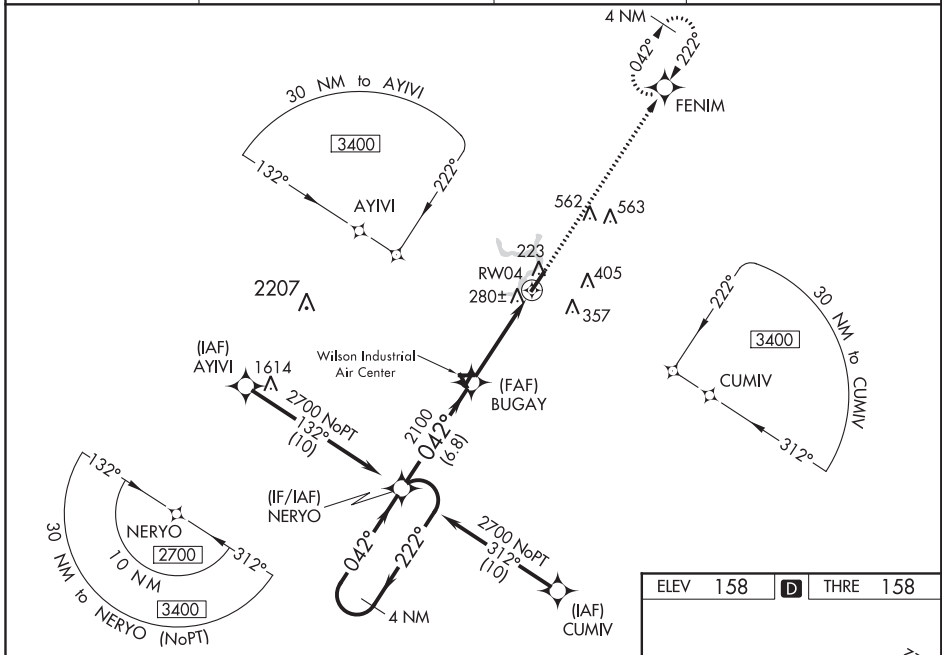 4 NM
042°
222°
FENIM
30 NM to AYIVI
3400
132°
222°
AYIVI
562
563
223
RW04
405
280±
357
2207
222°
30 NM to CUMIV
3400
CUMIV
312°
(IAF)
AYIVI
1614
Wilson Industrial
Air Center
(FAF)
BUGAY
2700 NoPT
132°
(10)
2100
042°
(6.8)
(IF/IAF)
NERYO
132°
NERYO
2700
312°
10 NM
3400
30 NM to NERYO (NoPT)
042°
222°
4 NM
2700 NoPT
312°
(10)
(IAF)
CUMIV
ELEV 158 D THRE 158